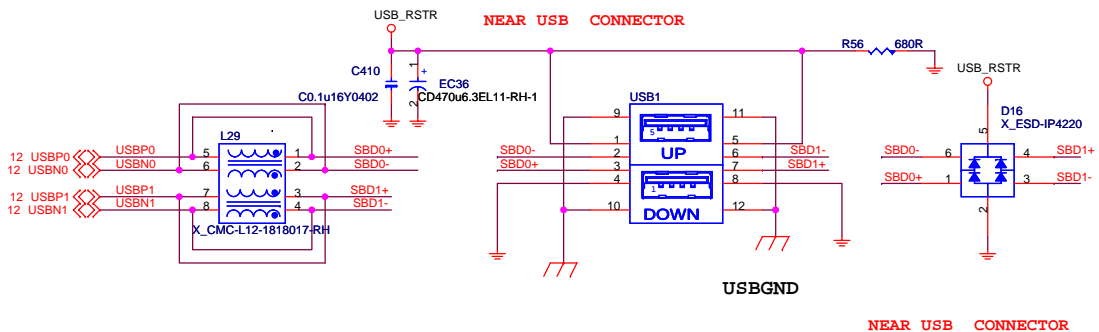 USB_RSTR
NEAR USB CONNECTOR
R56 680R
C410
1
+
EC36
C0.1u16Y0402
CD470u6.3EL11-RH-1
2
USB_RSTR
D16
X_ESD-IP4220
USB1
9 11
5
UP
1 5
2 6
3 7
1
4 8
DOWN
10 12
SBD0-
SBD0+
SBD1-
SBD1+
L29
12 USBP0 USBP0 5 1 SBD0+
12 USBN0 USBN0 6 2 SBD0-
12 USBP1 USBP1 7 3 SBD1+
12 USBN1 USBN1 8 4 SBD1-
X_CMC-L12-1818017-RH
5
SBD0- 6 4 SBD1+
SBD0+ 1 3 SBD1-
2
USBGND
NEAR USB CONNECTOR